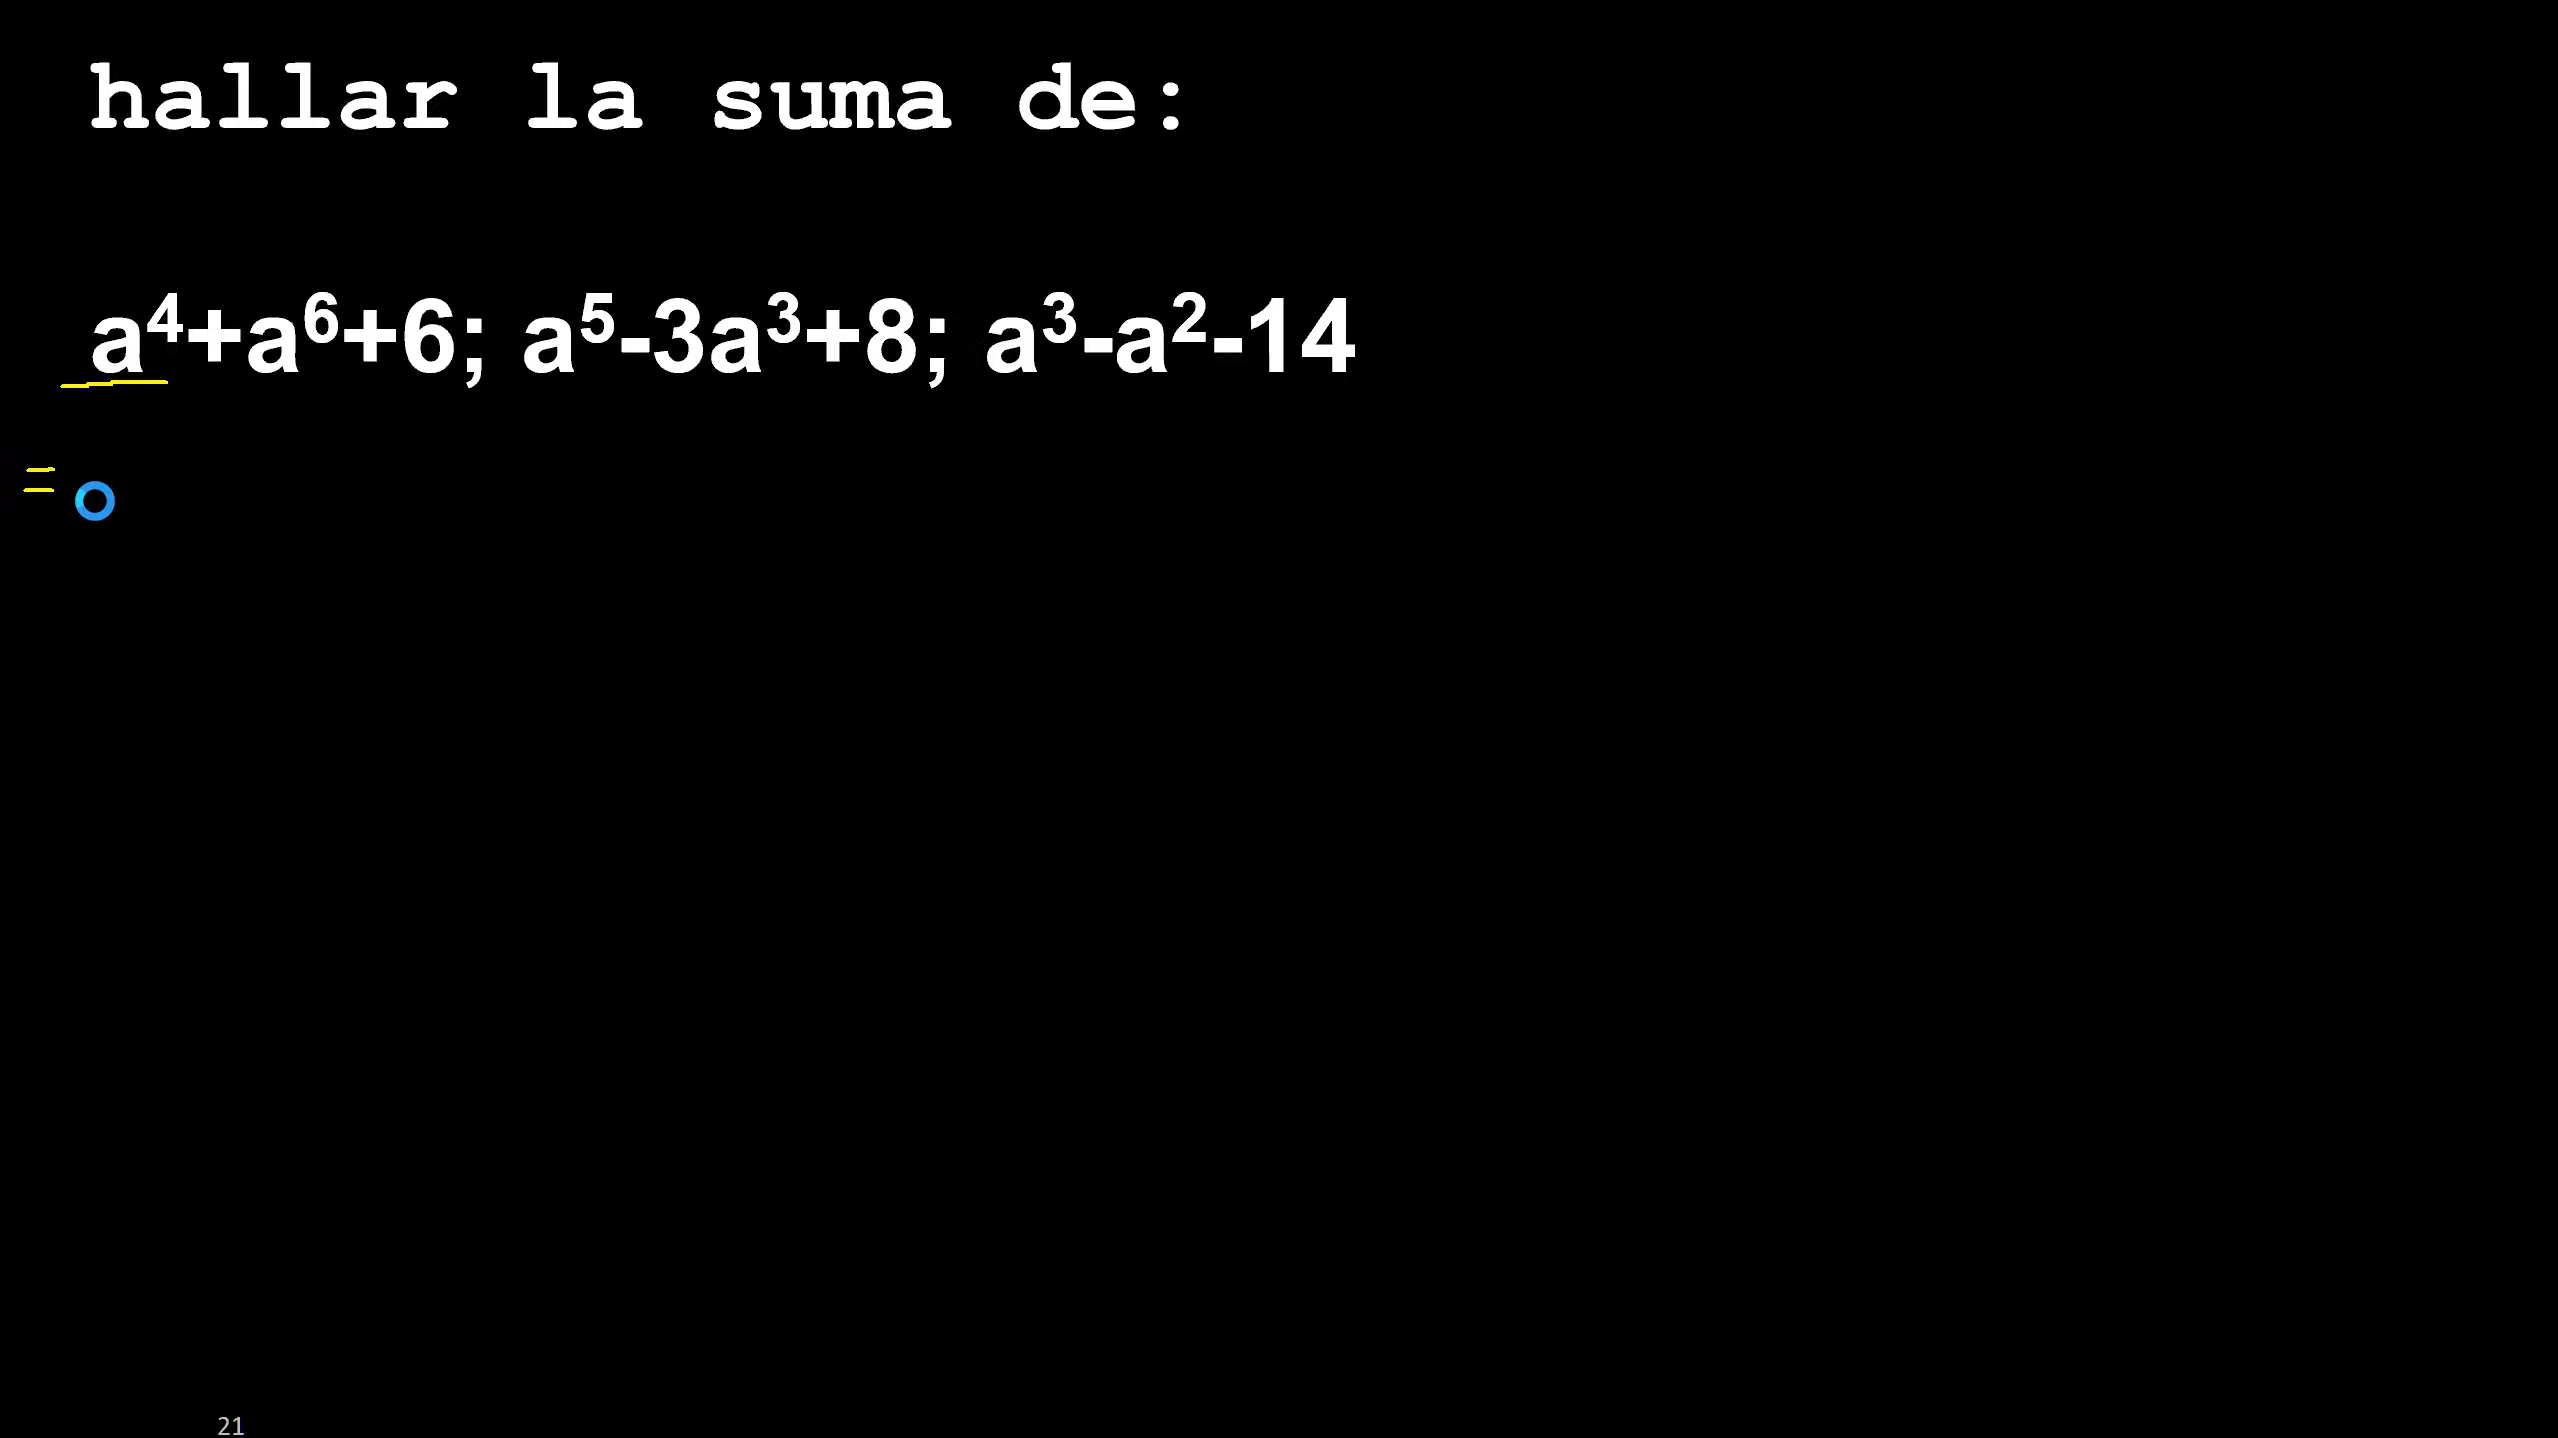 hallar la suma de:
a⁴+a⁶+6; a⁵-3a³+8; a³-a²-14
=
21